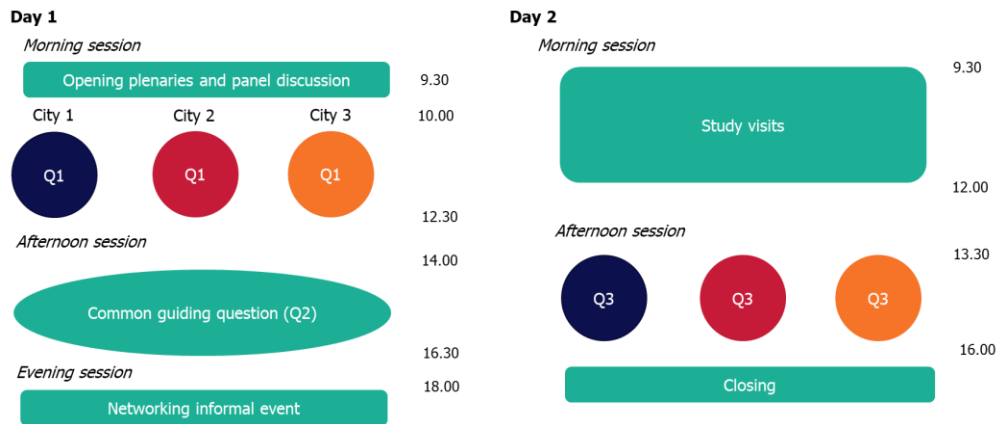 Day 1
Morning session
Opening plenaries and panel discussion
9.30
City 1
City 2
City 3
10.00
Q1
Q1
Q1
12.30
Afternoon session
14.00
Common guiding question (Q2)
16.30
Evening session
18.00
Networking informal event
Day 2
Morning session
9.30
Study visits
12.00
Afternoon session
13.30
Q3
Q3
Q3
16.00
Closing